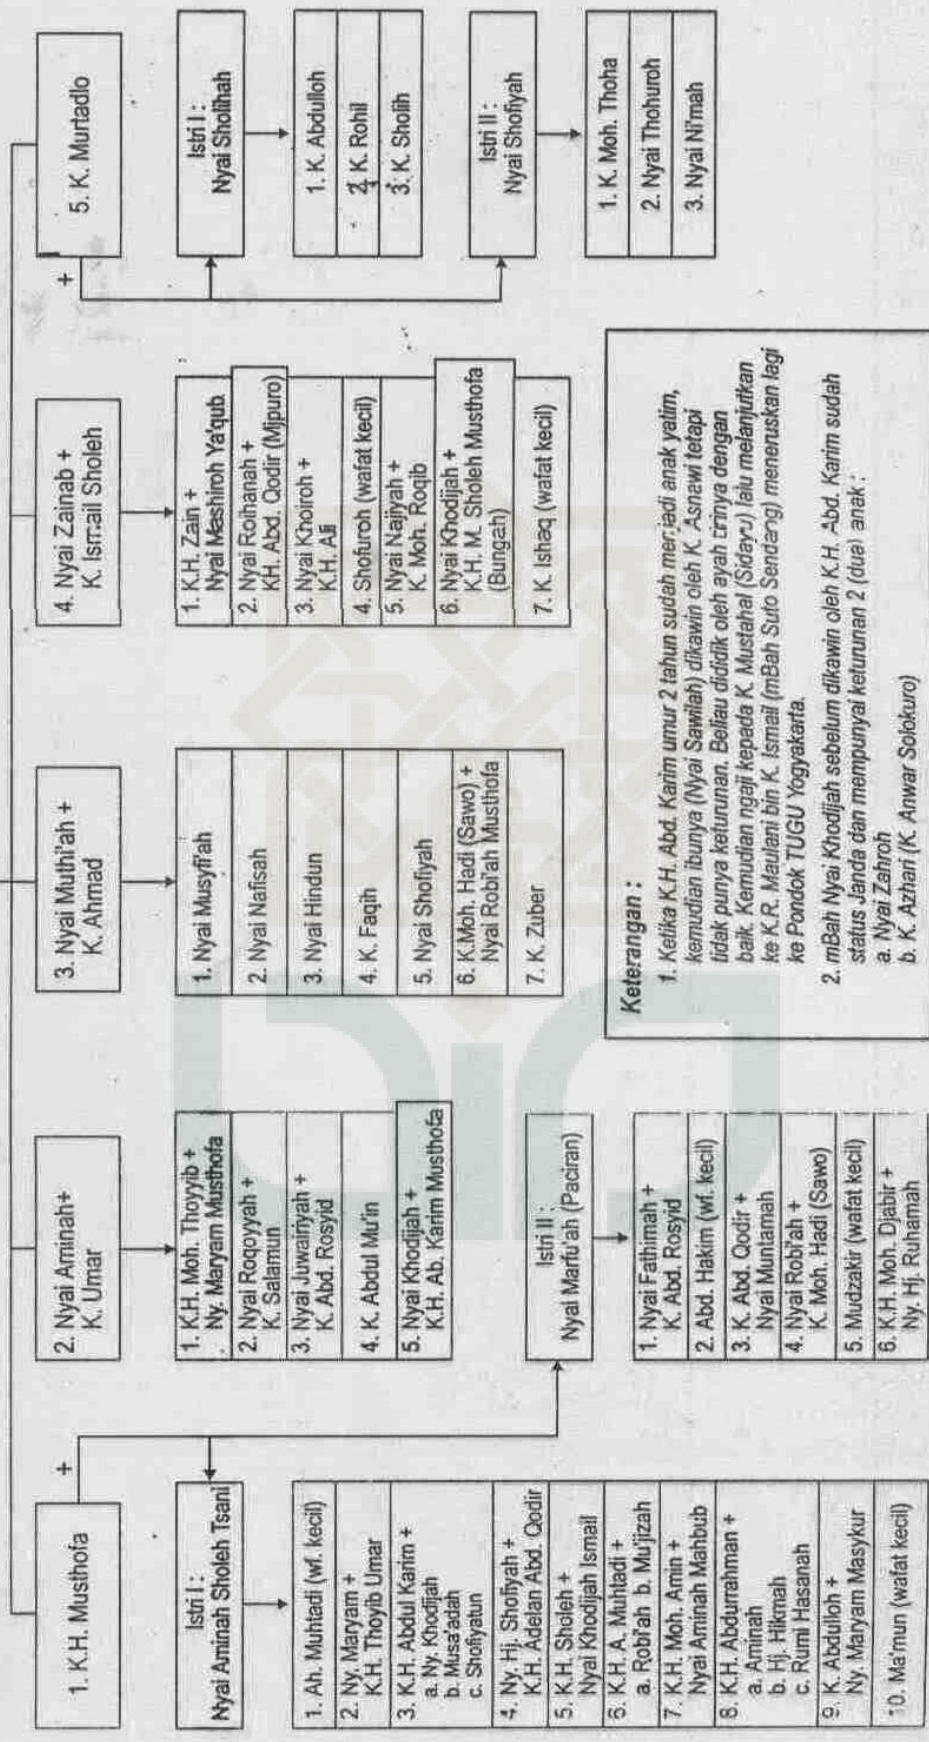 1. K.H. Musthofa
+
Istri I :
Nyai Aminah Sholeh Tsani
1. Ah. Muhtadi (wf. kecil)
2. Ny. Maryam +
K.H. Thoyib Umar
3. K.H. Abdul Karim +
a. Ny. Khodijah
b. Musa'adah
c. Shofiyatun
4. Ny. Hj. Shofiyah +
K.H. Adelan Abd. Qodir
5. K.H. Sholeh +
Nyai Khodijah Ismail
6. K.H. A. Muhtadi +
a. Robi'ah b. Mu'jizah
7. K.H. Moh. Amin +
Nyai Aminah Mahbub
8. K.H. Abdurrahman +
a. Aminah
b. Hj. Hikmah
c. Rumi Hasanah
9. K. Abdulloh +
Ny. Maryam Masykur
10. Ma'mun (wafat kecil)
Istri II :
Nyai Marfu'ah (Paciran)
1. Nyai Fathimah +
K. Abd. Rosyid
2. Abd. Hakim (wf. kecil)
3. K. Abd. Qodir +
Nyai Muntamah
4. Nyai Robi'ah +
K. Moh. Hadi (Sawo)
5. Mudzakir (wafat kecil)
6. K.H. Moh. Djabir +
Ny. Hj. Ruhamah
2. Nyai Aminah+
K. Umar
1. K.H. Moh. Thoyyib +
Ny. Maryam Musthofa
2. Nyai Roqoyyah +
K. Salamun
3. Nyai Juwairiyah +
K. Abd. Rosyid
4. K. Abdul Mu'in
5. Nyai Khodijah +
K.H. Ab. Karim Musthofa
3. Nyai Muthi'ah +
K. Ahmad
1. Nyai Musyfi'ah
2. Nyai Nafisah
3. Nyai Hindun
4. K. Faqih
5. Nyai Shofiyah
6. K.Moh. Hadi (Sawo) +
Nyai Robi'ah Musthofa
7. K. Zuber
4. Nyai Zainab +
K. Ismail Sholeh
1. K.H. Zain +
Nyai Mashiroh Ya'qub
2. Nyai Roihanah +
KH. Abd. Qodir (Mjpuro)
3. Nyai Khoiroh +
K.H. Ali
4. Shofuroh (wafat kecil)
5. Nyai Najiyah +
K. Moh. Roqib
6. Nyai Khodijah +
K.H. M. Sholeh Musthofa
(Bungah)
7. K. Ishaq (wafat kecil)
5. K. Murtadlo
+
Istri I :
Nyai Sholihah
1. K. Abdulloh
2. K. Rohil
3. K. Sholih
Istri II :
Nyai Shofiyah
1. K. Moh. Thoha
2. Nyai Thohuroh
3. Nyai Ni'mah
Keterangan :
1. Ketika K.H. Abd. Karim umur 2 tahun sudah menjadi anak yatim,
kemudian ibunya (Nyai Sawilah) dikawin oleh K. Asnawi tetapi
tidak punya keturunan. Beliau dididik oleh ayah tirinya dengan
baik. Kemudian ngaji kepada K. Mustahal (Sidayu) lalu melanjutkan
ke K.R. Maulani bin K. Ismail (mBah Suto Sendang) meneruskan lagi
ke Pondok TUGU Yogyakarta.
2. mBah Nyai Khodijah sebelum dikawin oleh K.H. Abd. Karim sudah
status Janda dan mempunyai keturunan 2 (dua) anak :
a. Nyai Zahroh
b. K. Azhari (K. Anwar Solokuro)